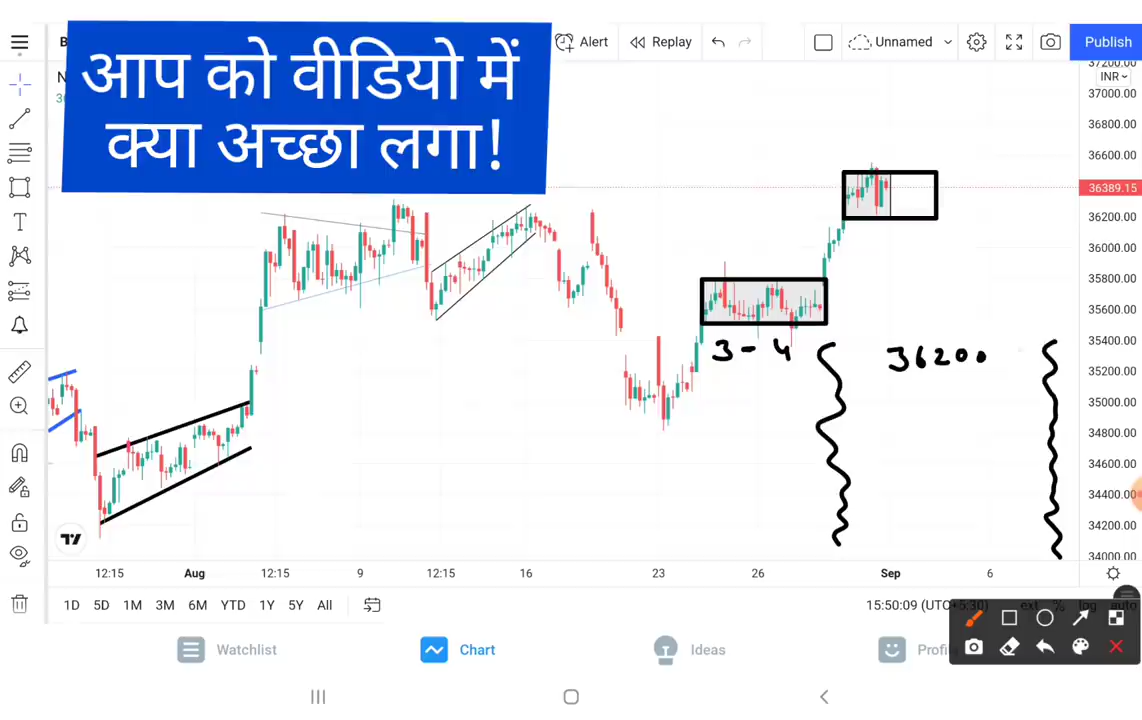 आप को वीडियो में
क्या अच्छा लगा!
Alert
Replay
Unnamed
Publish
INR
37200.00
37000.00
36800.00
36600.00
36389.15
36200.00
36000.00
35800.00
35600.00
35400.00
35200.00
35000.00
34800.00
34600.00
34400.00
34200.00
34000.00
3-4
36200
12:15 Aug 12:15 9 12:15 16 23 26 Sep 6
1D 5D 1M 3M 6M YTD 1Y 5Y All
15:50:09 (UTC+5:30) ext % log auto
Watchlist
Chart
Ideas